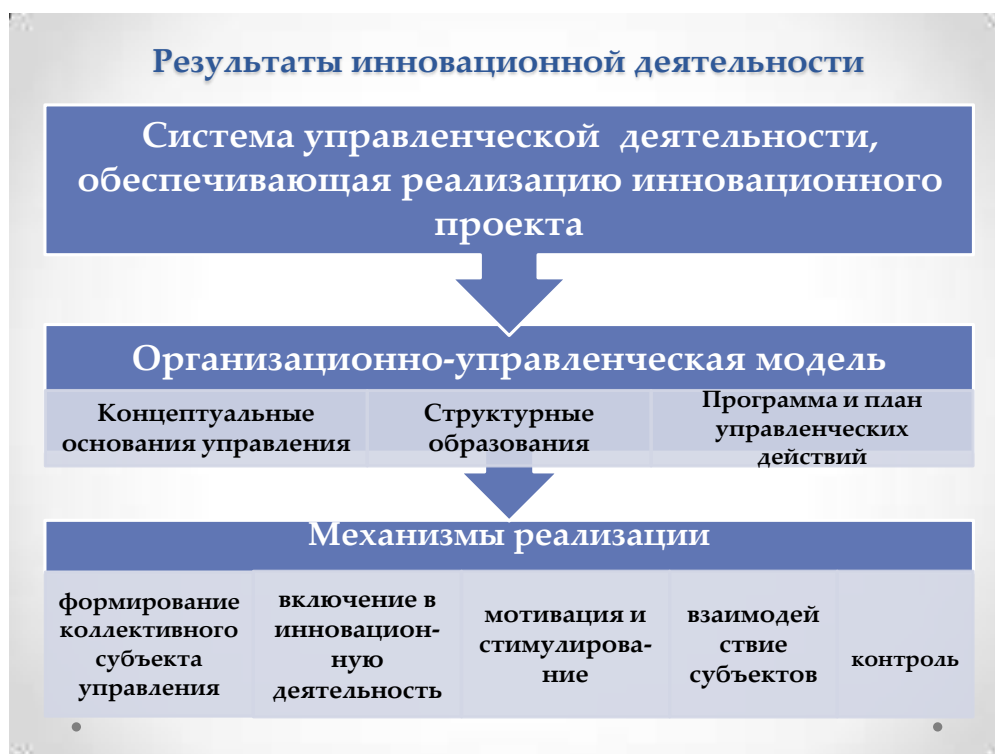 Результаты инновационной деятельности
Система управленческой деятельности,
обеспечивающая реализацию инновационного
проекта
Организационно-управленческая модель
Концептуальные
основания управления
Структурные
образования
Программа и план
управленческих
действий
Механизмы реализации
формирование
коллективного
субъекта
управления
включение в
инновацион-
ную
деятельность
мотивация и
стимулирова-
ние
взаимодей
ствие
субъектов
контроль